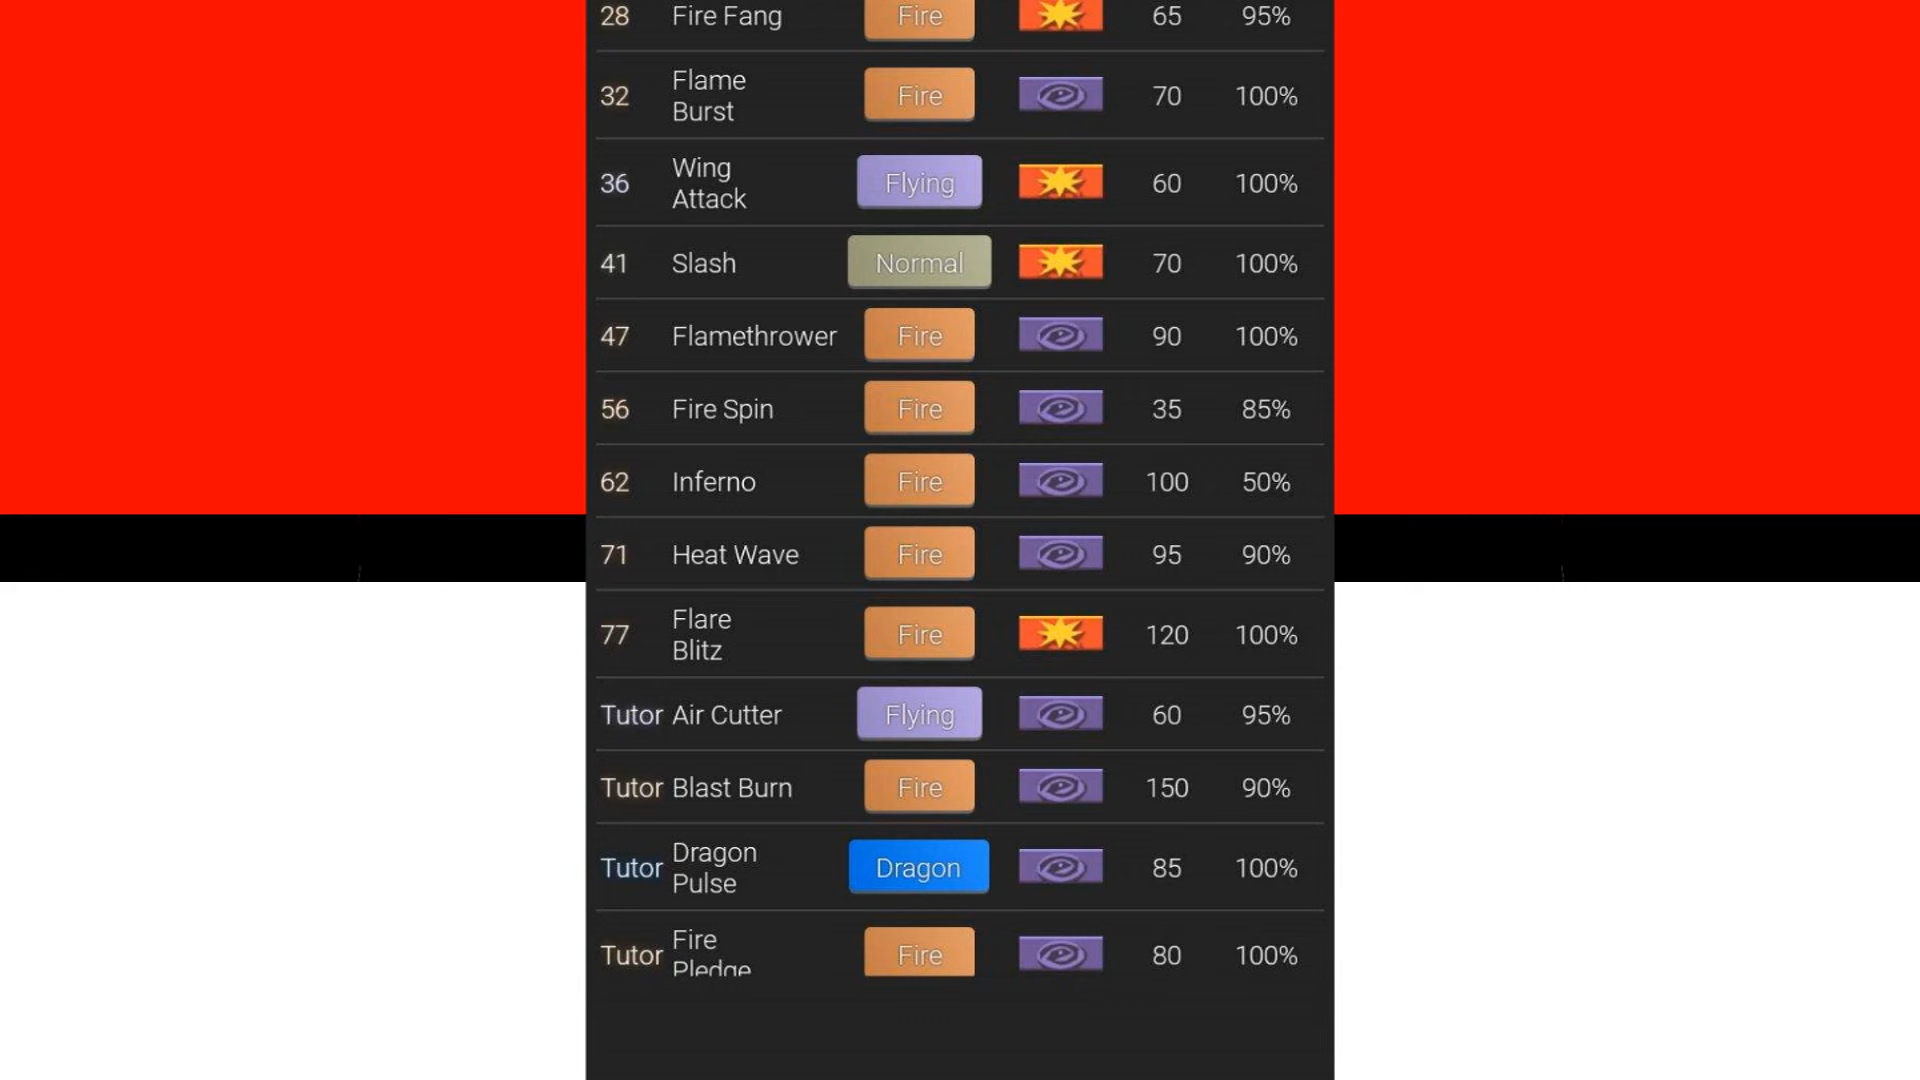 28 Fire Fang Fire 65 95%
32 Flame Burst Fire 70 100%
36 Wing Attack Flying 60 100%
41 Slash Normal 70 100%
47 Flamethrower Fire 90 100%
56 Fire Spin Fire 35 85%
62 Inferno Fire 100 50%
71 Heat Wave Fire 95 90%
77 Flare Blitz Fire 120 100%
Tutor Air Cutter Flying 60 95%
Tutor Blast Burn Fire 150 90%
Tutor Dragon Pulse Dragon 85 100%
Tutor Fire Pledge Fire 80 100%